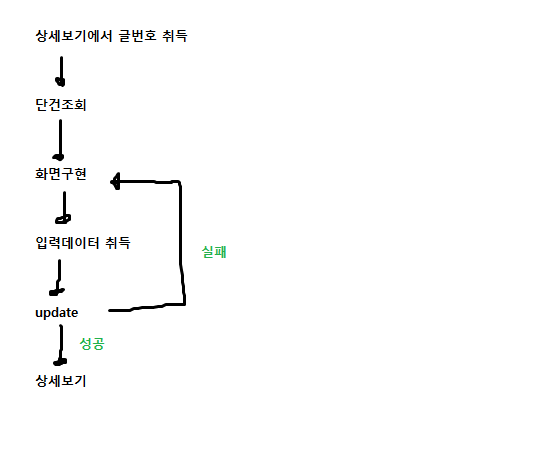 상세보기에서 글번호 취득
단건조회
화면구현
입력데이터 취득
실패
update
성공
상세보기